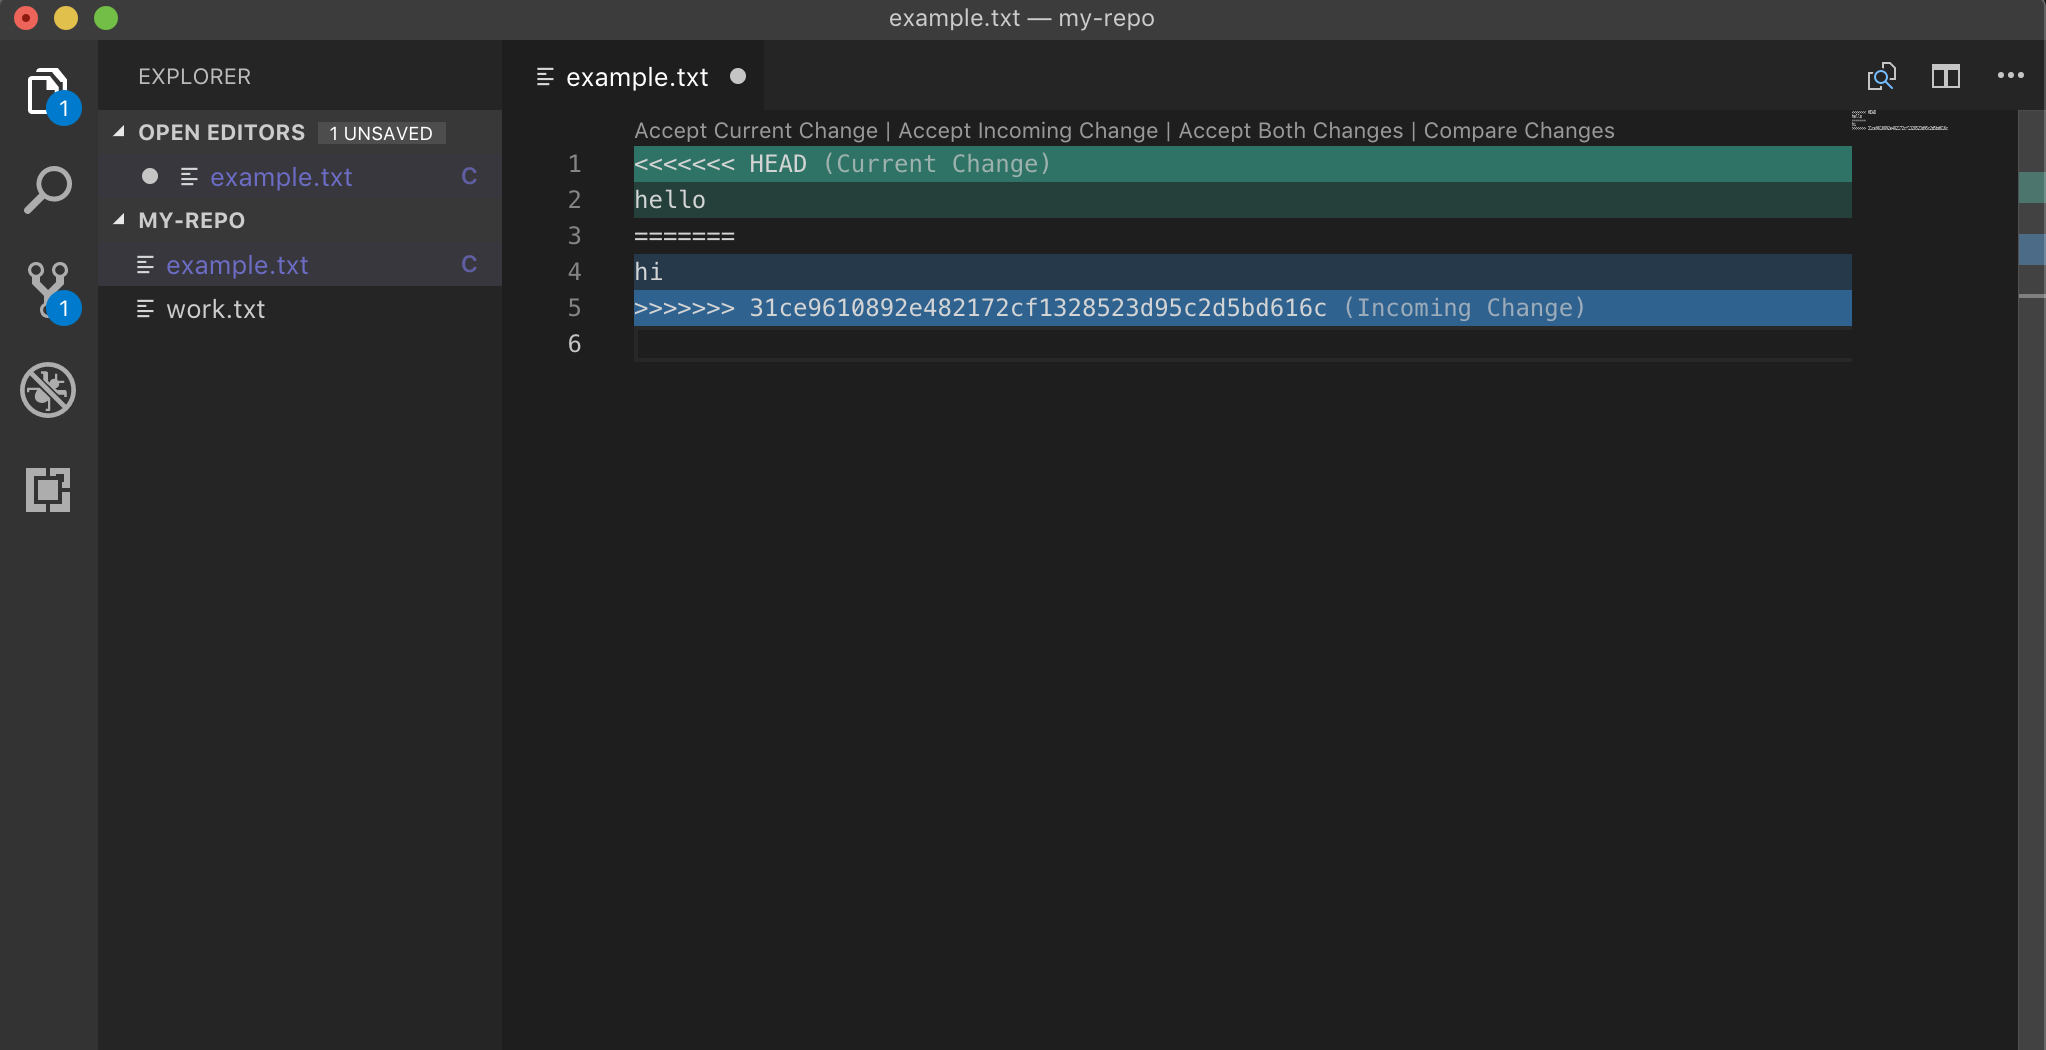 example.txt — my-repo
EXPLORER
OPEN EDITORS 1 UNSAVED
example.txt C
MY-REPO
example.txt C
work.txt
1
1
example.txt
Accept Current Change | Accept Incoming Change | Accept Both Changes | Compare Changes
1 <<<<<<< HEAD (Current Change)
2 hello
3 =======
4 hi
5 >>>>>>> 31ce9610892e482172cf1328523d95c2d5bd616c (Incoming Change)
6